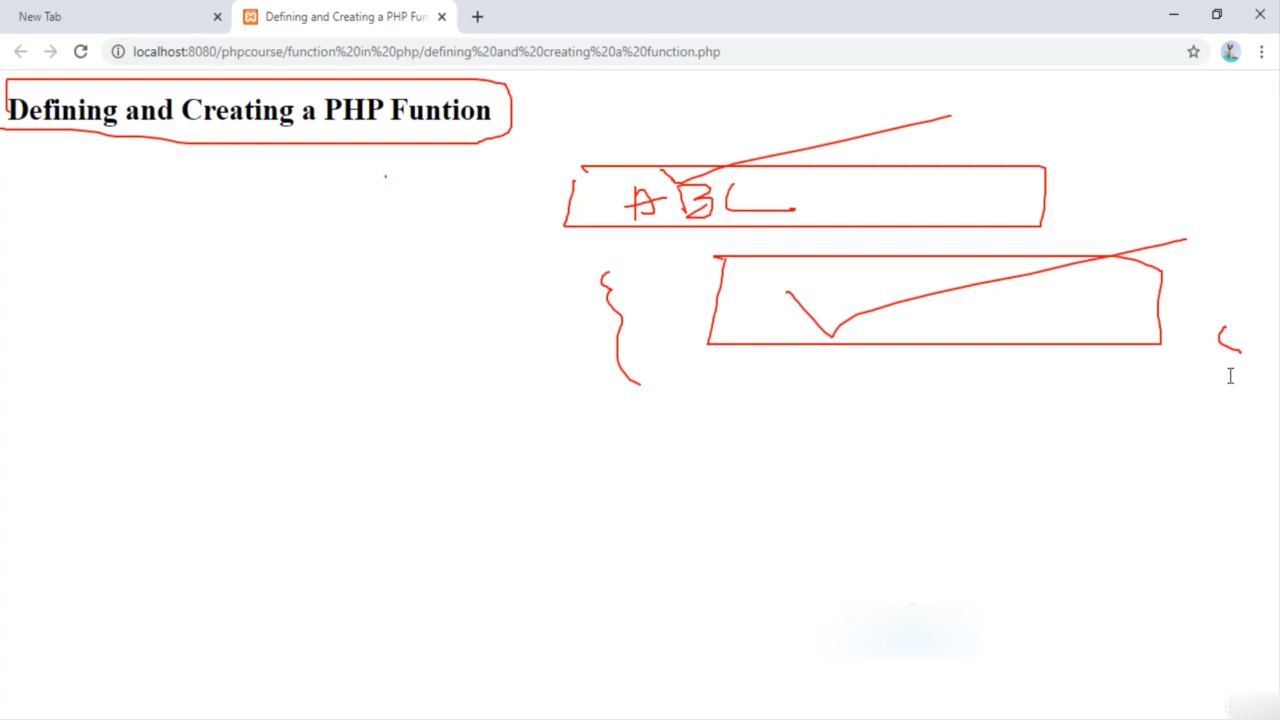 New Tab
Defining and Creating a PHP Fun
localhost:8080/phpcourse/function%20in%20php/defining%20and%20creating%20a%20function.php
Defining and Creating a PHP Funtion
A B C
{